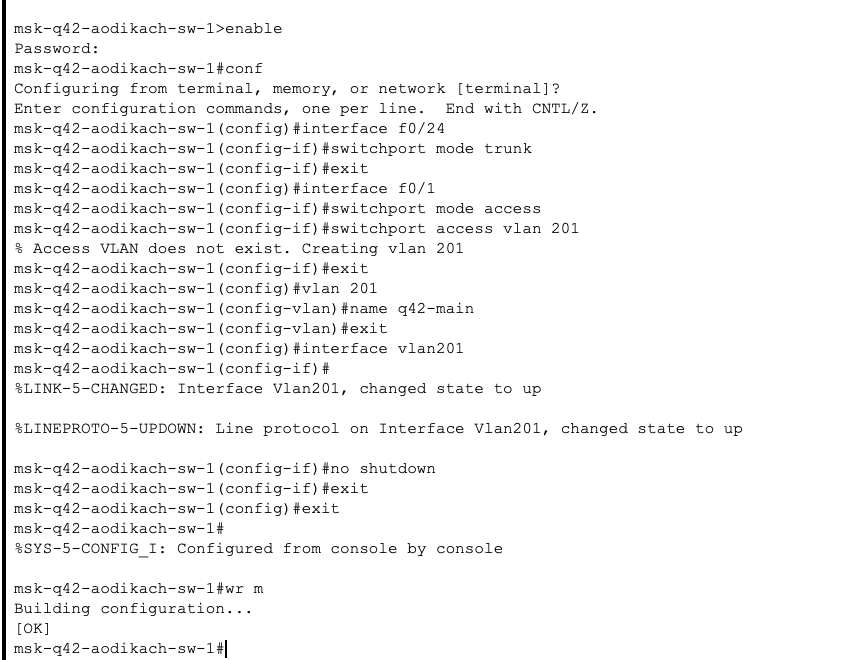 msk-q42-aodikach-sw-1>enable
Password:
msk-q42-aodikach-sw-1#conf
Configuring from terminal, memory, or network [terminal]?
Enter configuration commands, one per line.  End with CNTL/Z.
msk-q42-aodikach-sw-1(config)#interface f0/24
msk-q42-aodikach-sw-1(config-if)#switchport mode trunk
msk-q42-aodikach-sw-1(config-if)#exit
msk-q42-aodikach-sw-1(config)#interface f0/1
msk-q42-aodikach-sw-1(config-if)#switchport mode access
msk-q42-aodikach-sw-1(config-if)#switchport access vlan 201
% Access VLAN does not exist. Creating vlan 201
msk-q42-aodikach-sw-1(config-if)#exit
msk-q42-aodikach-sw-1(config)#vlan 201
msk-q42-aodikach-sw-1(config-vlan)#name q42-main
msk-q42-aodikach-sw-1(config-vlan)#exit
msk-q42-aodikach-sw-1(config)#interface vlan201
msk-q42-aodikach-sw-1(config-if)#
%LINK-5-CHANGED: Interface Vlan201, changed state to up
%LINEPROTO-5-UPDOWN: Line protocol on Interface Vlan201, changed state to up
msk-q42-aodikach-sw-1(config-if)#no shutdown
msk-q42-aodikach-sw-1(config-if)#exit
msk-q42-aodikach-sw-1(config)#exit
msk-q42-aodikach-sw-1#
%SYS-5-CONFIG_I: Configured from console by console
msk-q42-aodikach-sw-1#wr m
Building configuration...
[OK]
msk-q42-aodikach-sw-1#